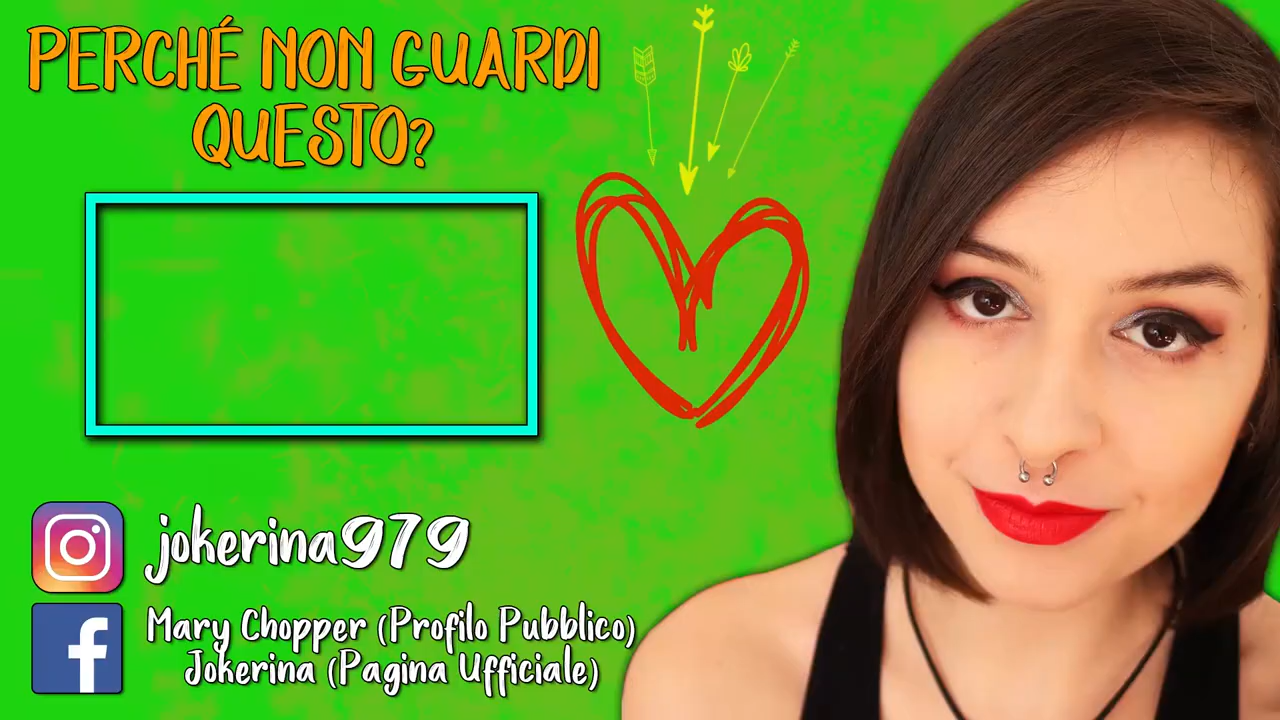 PERCHÉ NON GUARDI
QUESTO?
jokerina979
Mary Chopper (Profilo Pubblico)
Jokerina (Pagina Ufficiale)